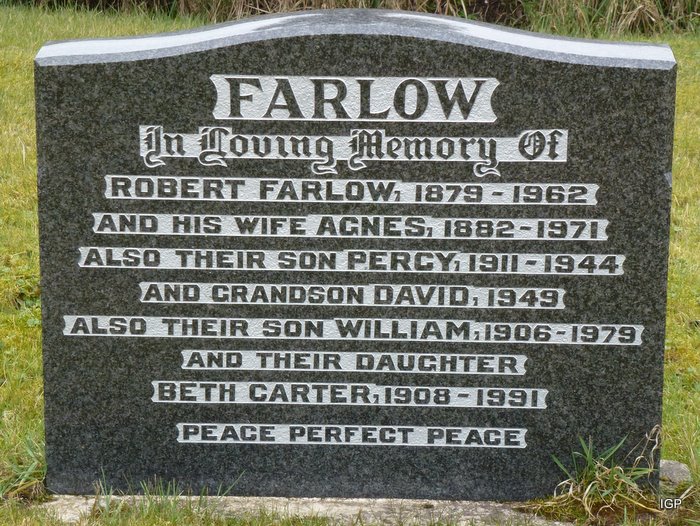 FARLOW
In Loving Memory Of
ROBERT FARLOW, 1879 - 1962
AND HIS WIFE AGNES, 1882 - 1971
ALSO THEIR SON PERCY, 1911 - 1944
AND GRANDSON DAVID, 1949
ALSO THEIR SON WILLIAM, 1906 - 1979
AND THEIR DAUGHTER
BETH CARTER, 1908 - 1991
PEACE PERFECT PEACE
IGP